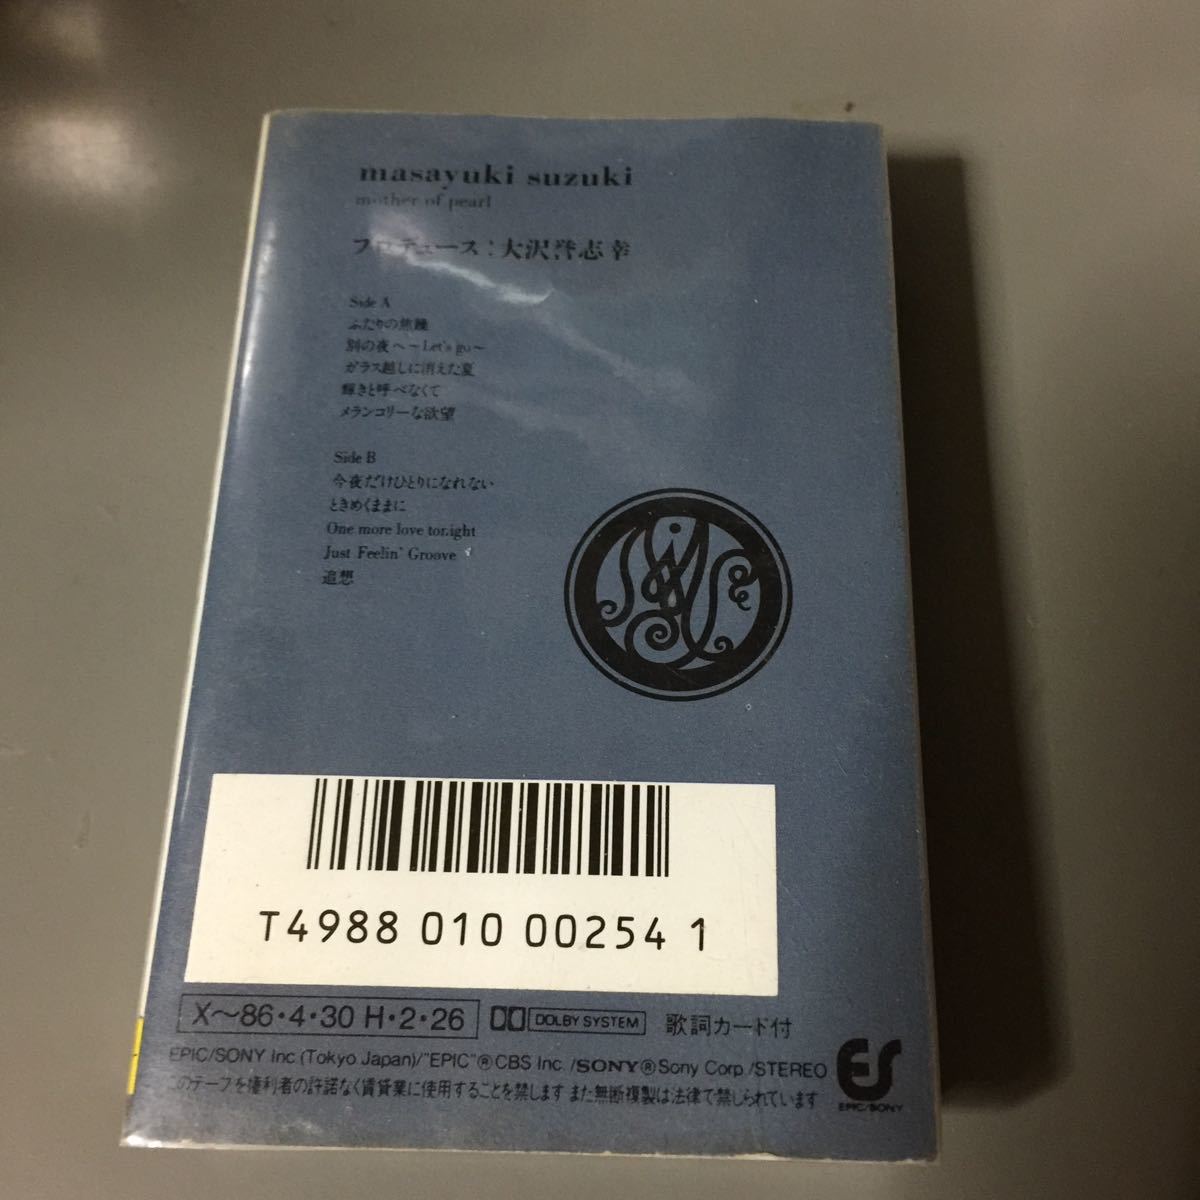 masayuki suzuki
mother of pearl
プロデュース：大沢誉志幸
Side A
ふたりの焦躁
別の夜へ〜Let's go〜
ガラス越しに消えた夏
輝きと呼べなくて
メランコリーな欲望
Side B
今夜だけひとりになれない
ときめくままに
One more love tonight
Just Feelin' Groove
追想
T4988 010 00254 1
X〜86・4・30 H・2・26
DOLBY SYSTEM
歌詞カード付
EPIC/SONY Inc (Tokyo Japan)/"EPIC"® CBS Inc./SONY® Sony Corp./STEREO
このテープを権利者の許諾なく賃貸業に使用することを禁じます また無断複製は法律で禁じられています
ES
EPIC/SONY